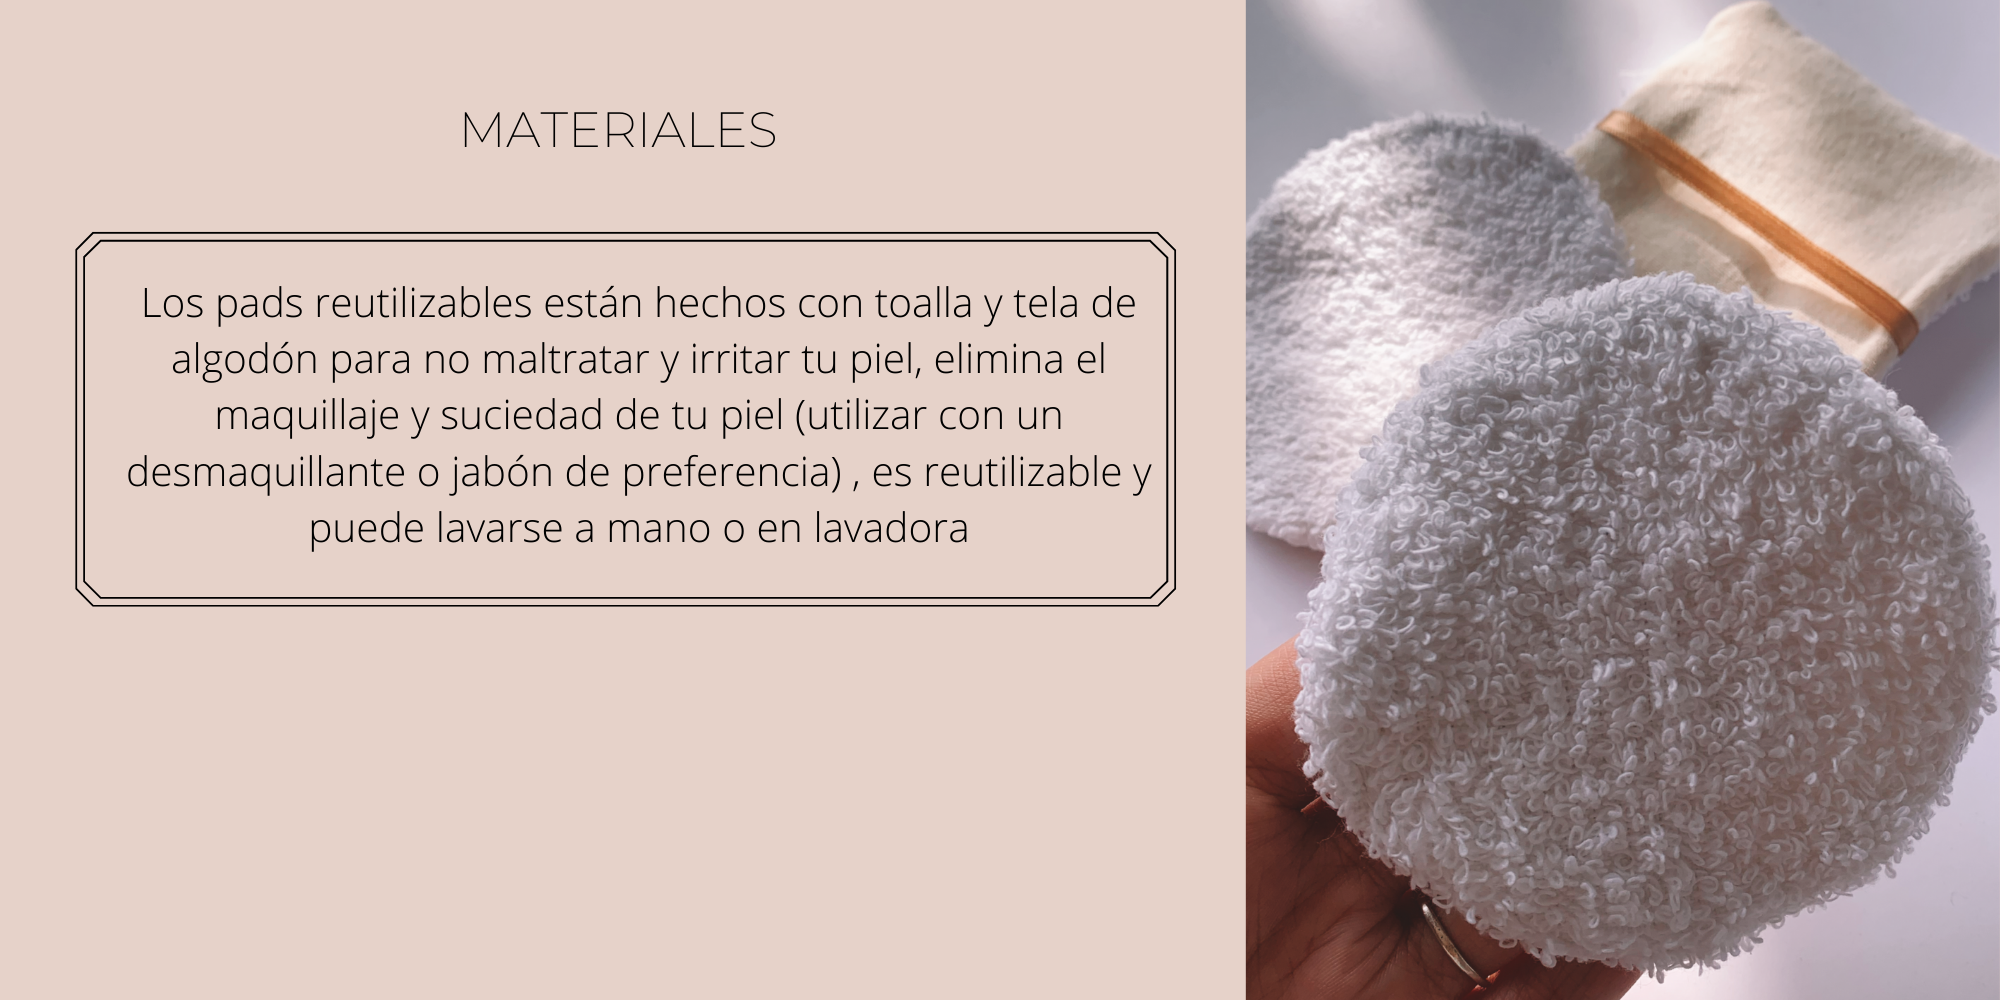 MATERIALES
Los pads reutilizables están hechos con toalla y tela de
algodón para no maltratar y irritar tu piel, elimina el
maquillaje y suciedad de tu piel (utilizar con un
desmaquillante o jabón de preferencia) , es reutilizable y
puede lavarse a mano o en lavadora